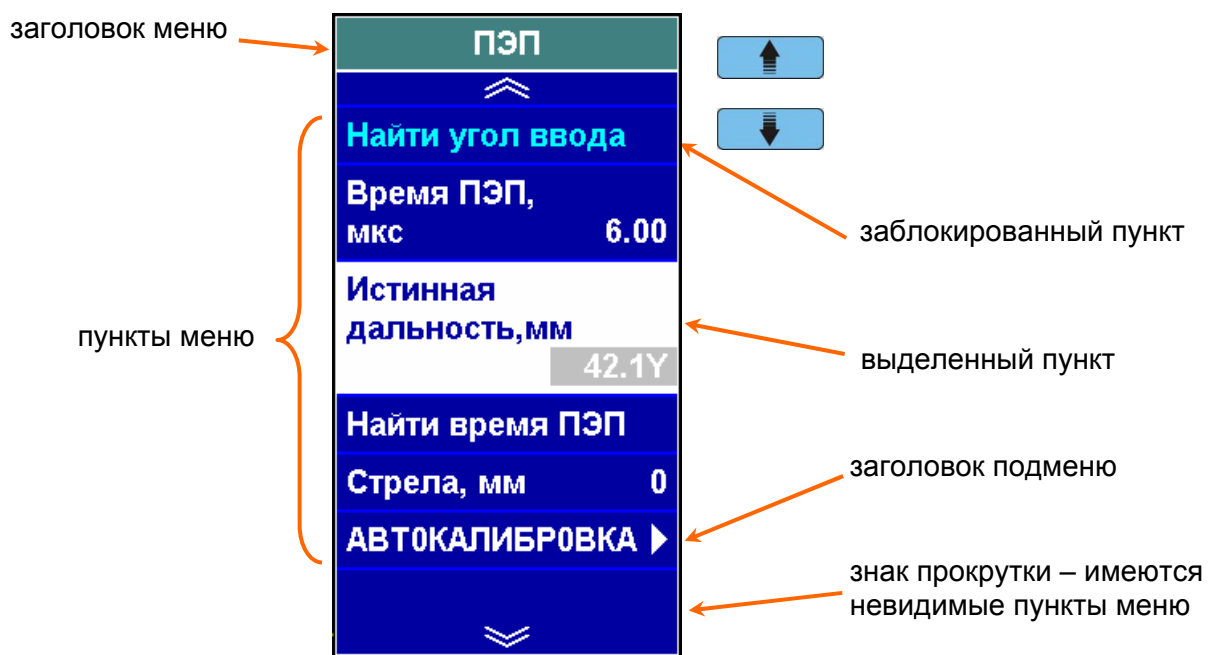 заголовок меню
ПЭП
Найти угол ввода
Время ПЭП,
мкс 6.00
заблокированный пункт
Истинная
дальность,мм
42.1Y
пункты меню
выделенный пункт
Найти время ПЭП
Стрела, мм 0
заголовок подменю
АВТ0КАЛИБР0ВКА
знак прокрутки – имеются
невидимые пункты меню